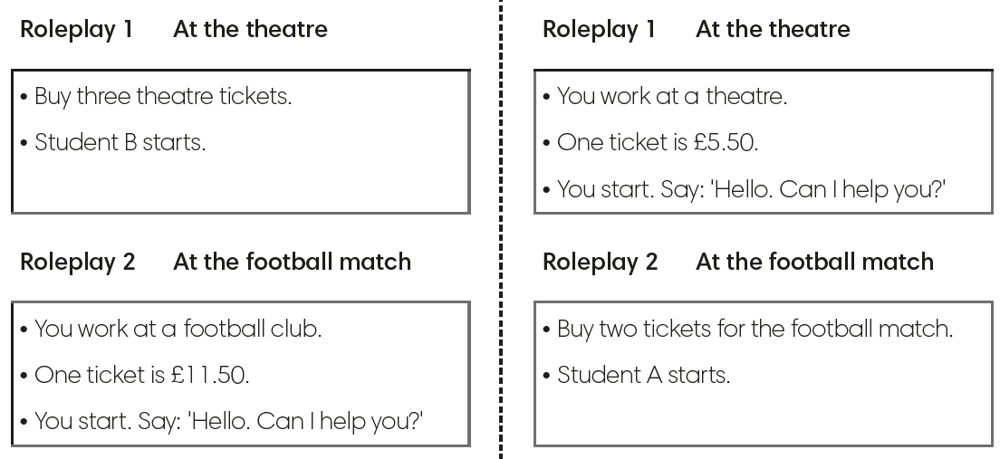 Roleplay 1 At the theatre
• Buy three theatre tickets.
• Student B starts.
Roleplay 2 At the football match
• You work at a football club.
• One ticket is £11.50.
• You start. Say: 'Hello. Can I help you?'
Roleplay 1 At the theatre
• You work at a theatre.
• One ticket is £5.50.
• You start. Say: 'Hello. Can I help you?'
Roleplay 2 At the football match
• Buy two tickets for the football match.
• Student A starts.